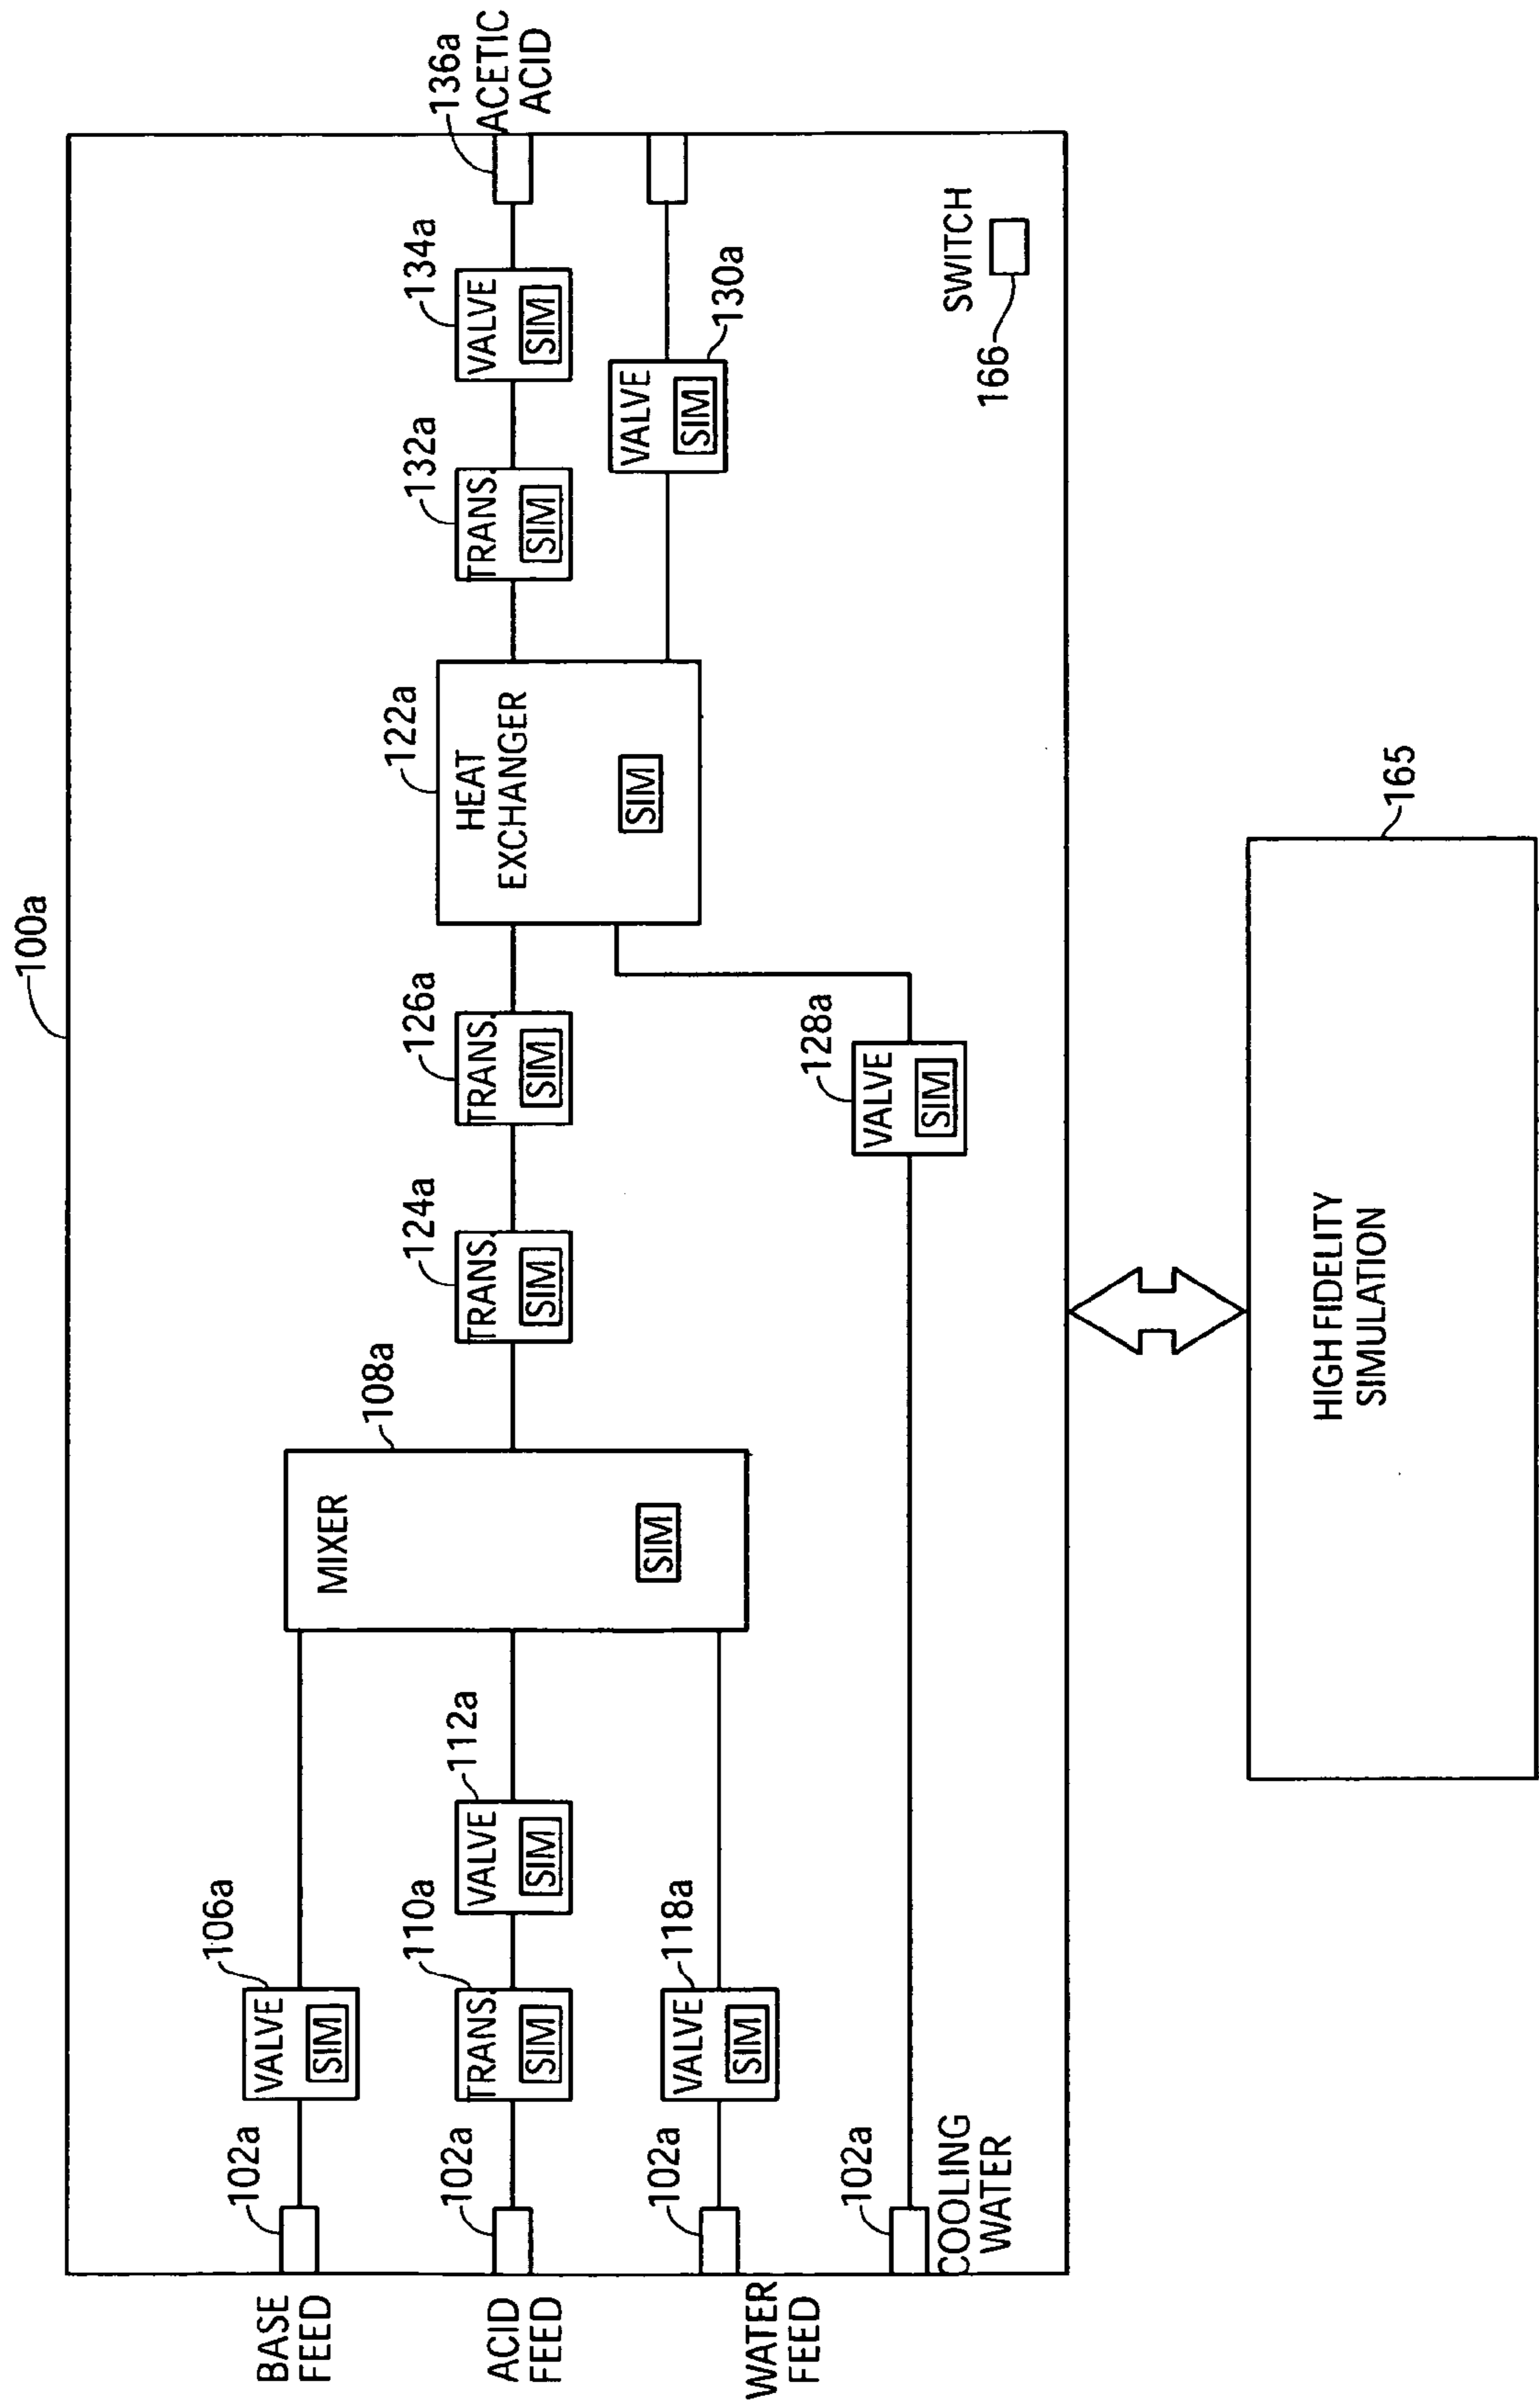 100a
BASE
FEED
102a
VALVE
SIM
106a
ACID
FEED
102a
TRANS.
SIM
110a
VALVE
SIM
112a
WATER
FEED
102a
VALVE
SIM
118a
102a
COOLING
WATER
MIXER
SIM
108a
TRANS.
SIM
124a
TRANS.
SIM
126a
VALVE
SIM
128a
HEAT
EXCHANGER
SIM
122a
TRANS.
SIM
132a
VALVE
SIM
134a
VALVE
SIM
130a
136a
ACETIC
ACID
SWITCH
166
HIGH FIDELITY
SIMULATION
165